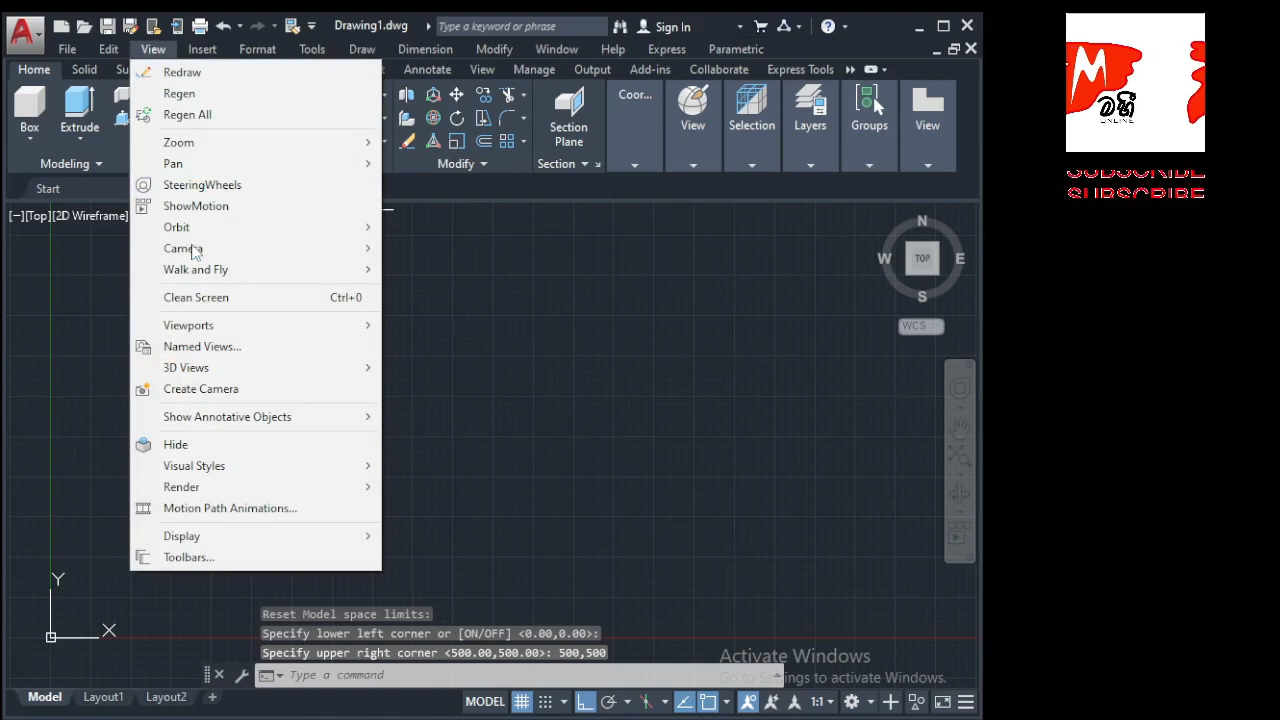 Drawing1.dwg
Type a keyword or phrase
Sign In
File Edit View Insert Format Tools Draw Dimension Modify Window Help Express Parametric
Home Solid Su Annotate View Manage Output Add-ins Collaborate Express Tools
Box
Extrude
Section Plane
Coor...
View
Selection
Layers
Groups
View
Modeling
Modify
Section
Start
[−][Top][2D Wireframe]
Redraw
Regen
Regen All
Zoom
Pan
SteeringWheels
ShowMotion
Orbit
Camera
Walk and Fly
Clean Screen Ctrl+0
Viewports
Named Views...
3D Views
Create Camera
Show Annotative Objects
Hide
Visual Styles
Render
Motion Path Animations...
Display
Toolbars...
N
W TOP E
S
WCS
Y
X
Reset Model space limits:
Specify lower left corner or [ON/OFF] <0.00,0.00>:
Specify upper right corner <500.00,500.00>: 500,500
Type a command
Activate Windows
Go to Settings to activate Windows.
Model Layout1 Layout2 +
MODEL 1:1
M
මහී
ONLINE
SUBSCRIBE